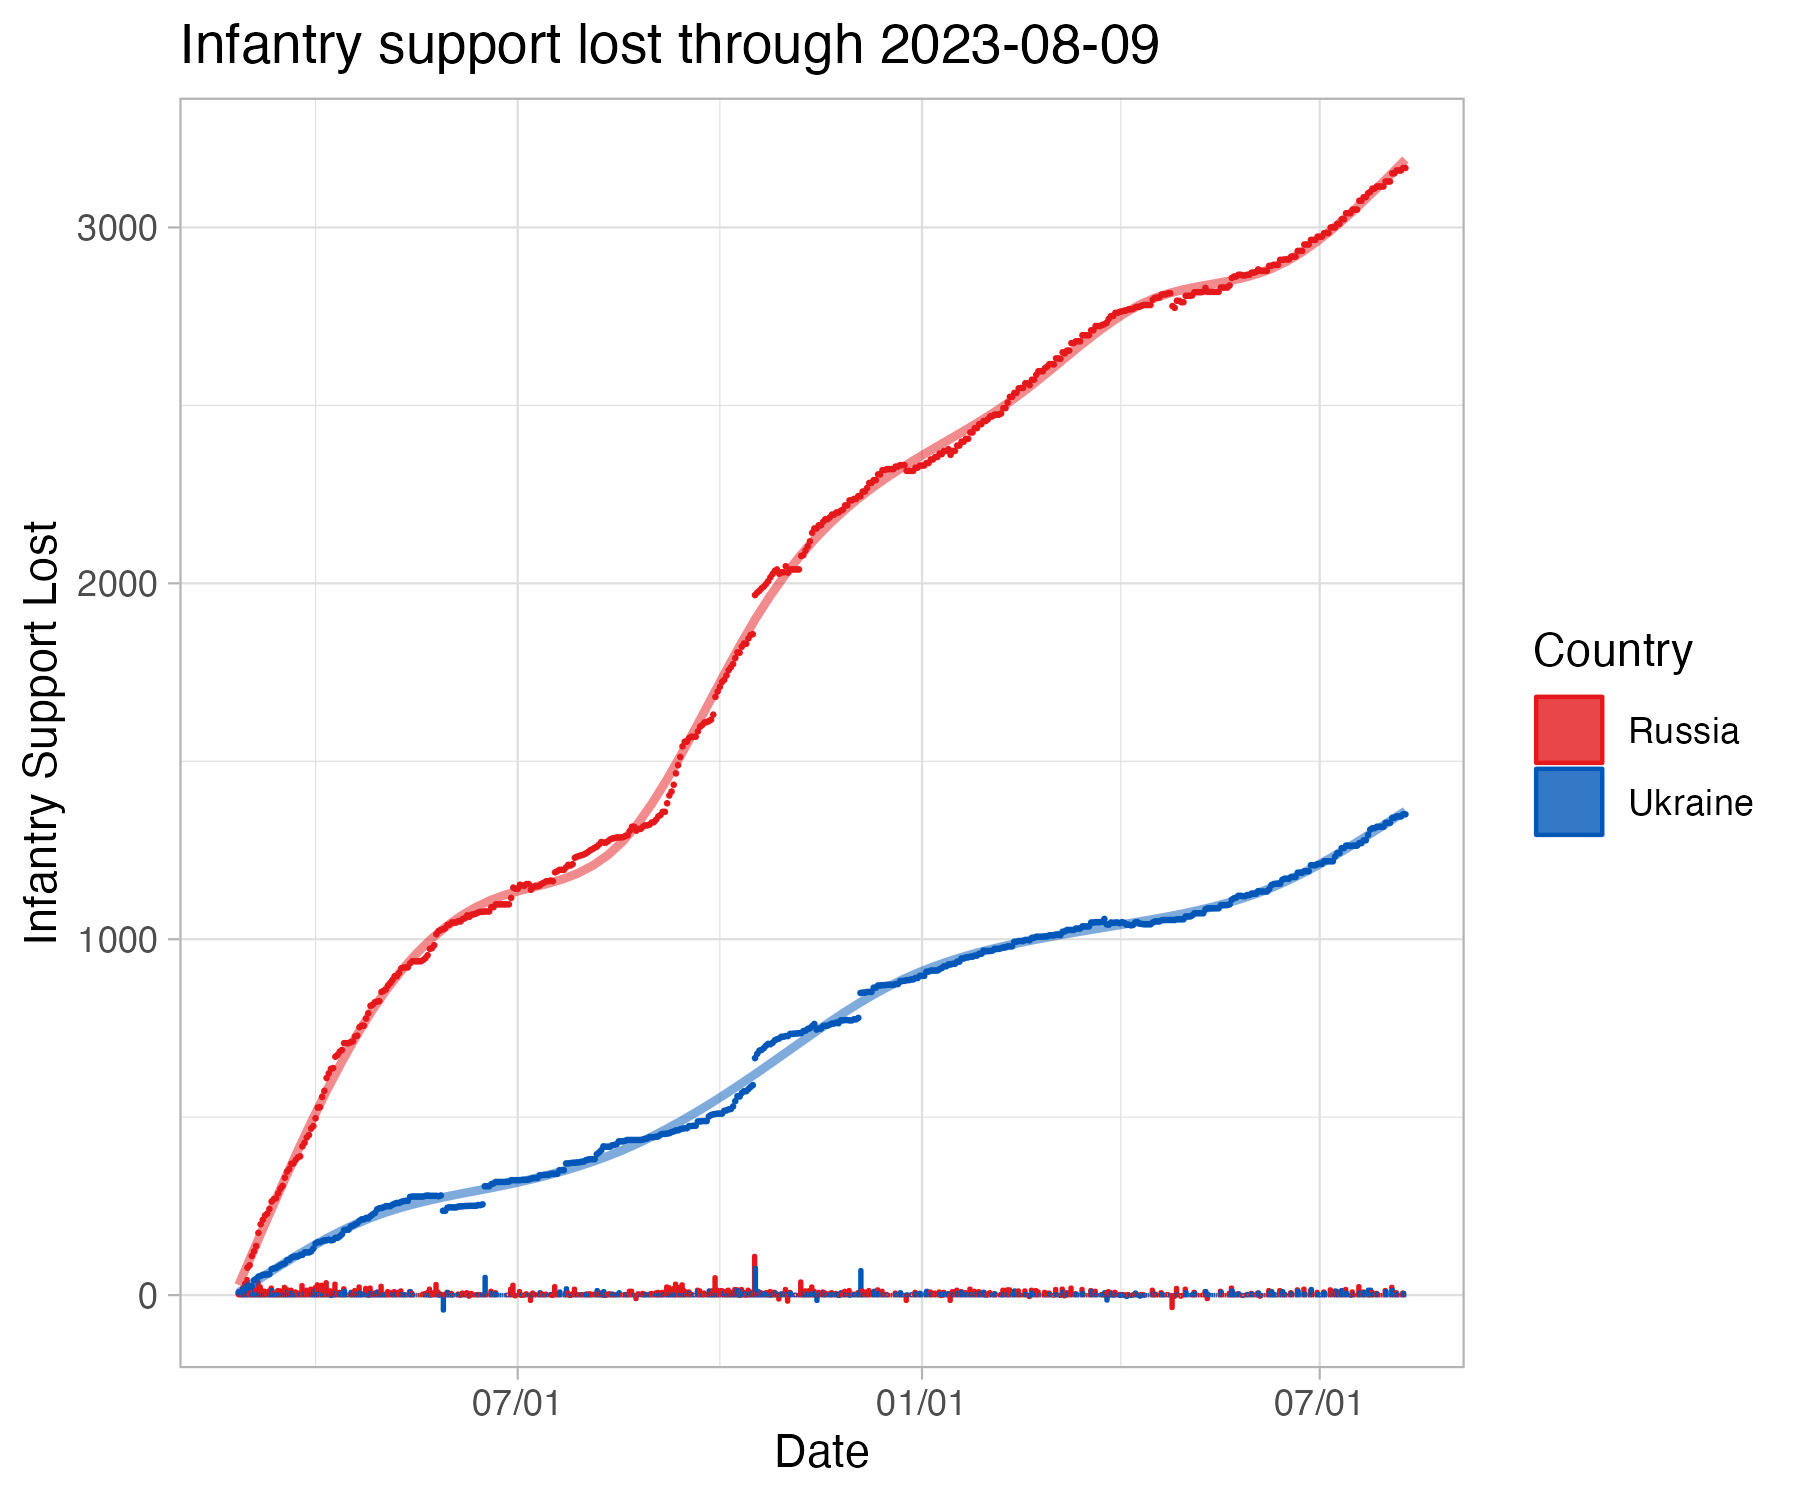 Infantry support lost through 2023-08-09
Infantry Support Lost
3000
2000
1000
0
07/01
01/01
07/01
Date
Country
Russia
Ukraine